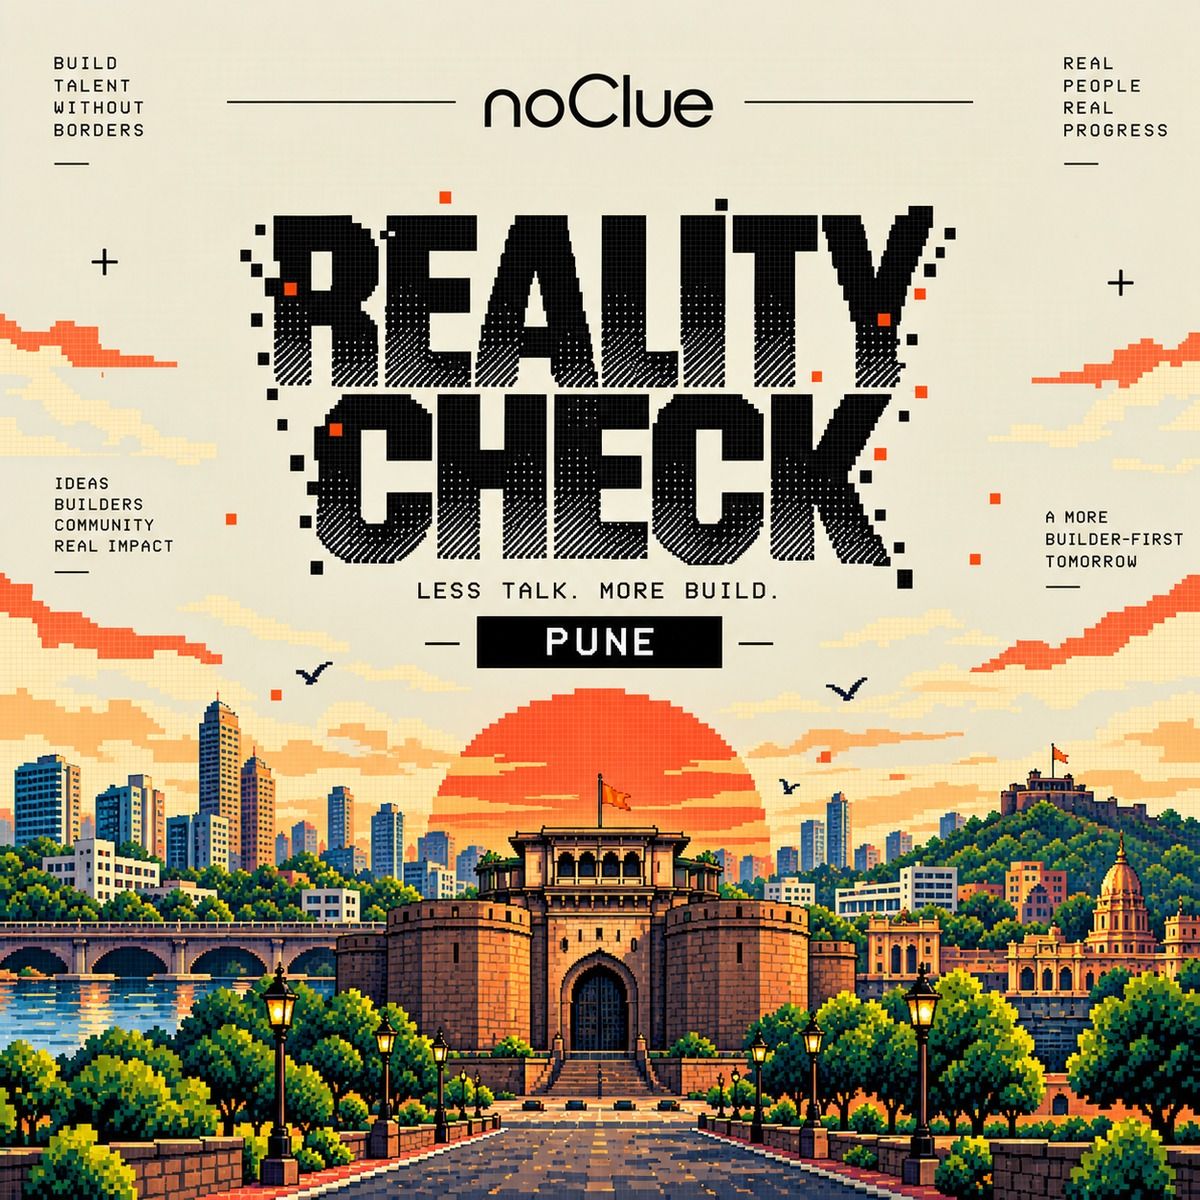 BUILD
TALENT
WITHOUT
BORDERS
noClue
REAL
PEOPLE
REAL
PROGRESS
REALITY
CHECK
IDEAS
BUILDERS
COMMUNITY
REAL IMPACT
A MORE
BUILDER-FIRST
TOMORROW
LESS TALK. MORE BUILD.
PUNE